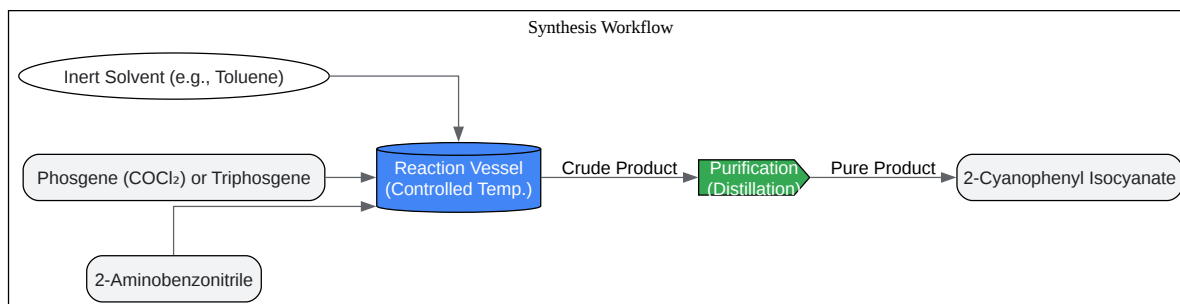 Synthesis Workflow
Inert Solvent (e.g., Toluene)
Phosgene (COCl₂) or Triphosgene
Reaction Vessel
(Controlled Temp.)
Crude Product
Purification
(Distillation)
Pure Product
2-Cyanophenyl Isocyanate
2-Aminobenzonitrile